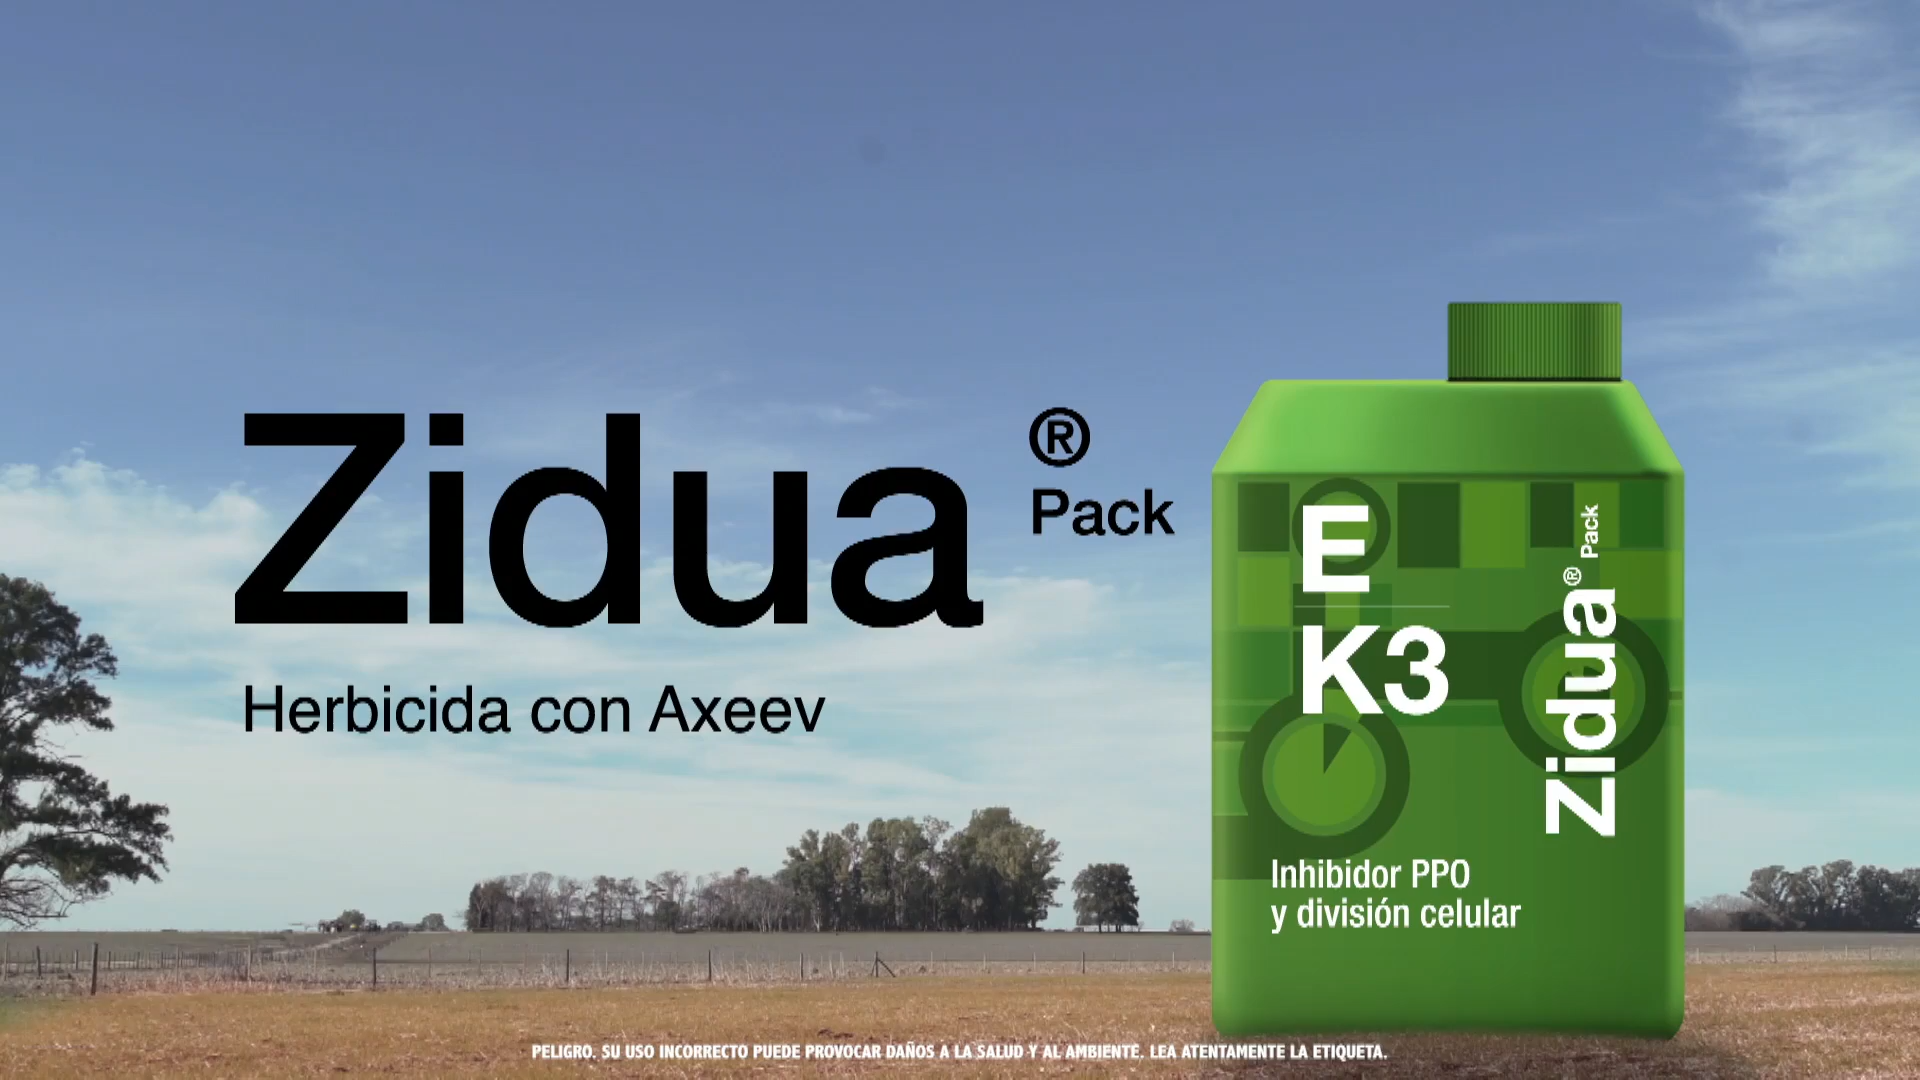 Zidua®
Pack
Herbicida con Axeev
E
K3
Zidua® Pack
Inhibidor PPO
y división celular
PELIGRO. SU USO INCORRECTO PUEDE PROVOCAR DAÑOS A LA SALUD Y AL AMBIENTE. LEA ATENTAMENTE LA ETIQUETA.